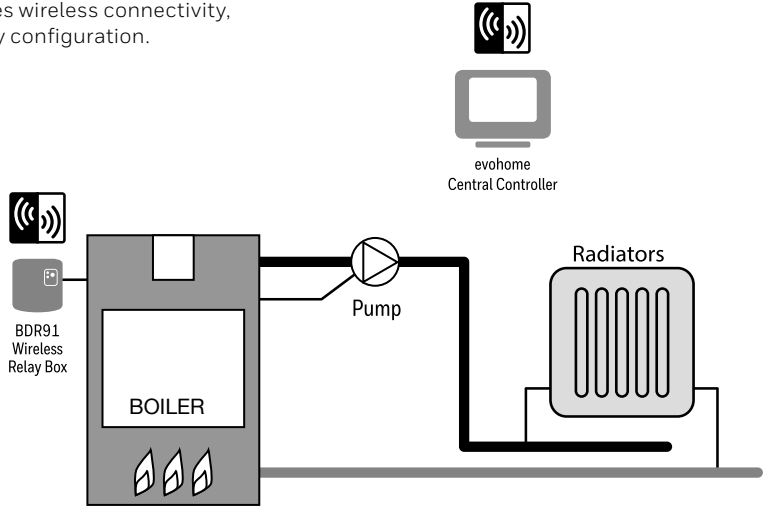 es wireless connectivity,
y configuration.
evohome
Central Controller
Radiators
Pump
BDR91
Wireless
Relay Box
BOILER